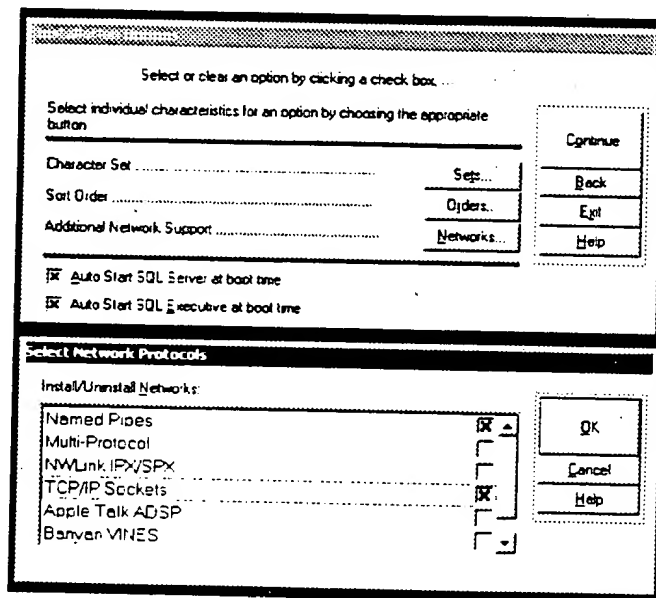 Select or clear an option by clicking a check box, ...
Select individual characteristics for an option by choosing the appropriate
button
Continue
Character Set
Sets...
Back
Sort Order
Orders..
Exit
Additional Network Support
Networks...
Help
Auto Start SQL Server at boot time
Auto Start SQL Executive at boot time
Select Network Protocols
Install/Uninstall Networks:
Named Pipes
OK
Multi-Protocol
NWLink IPX/SPX
Cancel
TCP/IP Sockets
Help
Apple Talk ADSP
Banyan VINES